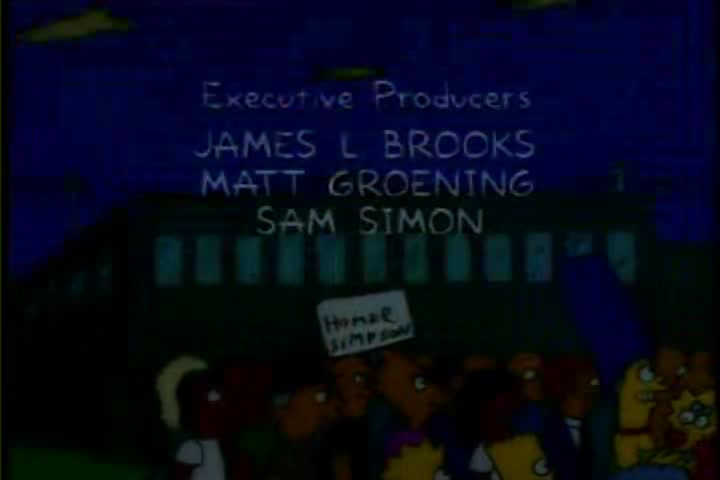 Executive Producers
JAMES L BROOKS
MATT GROENING
SAM SIMON
HOMER
SIMPSON